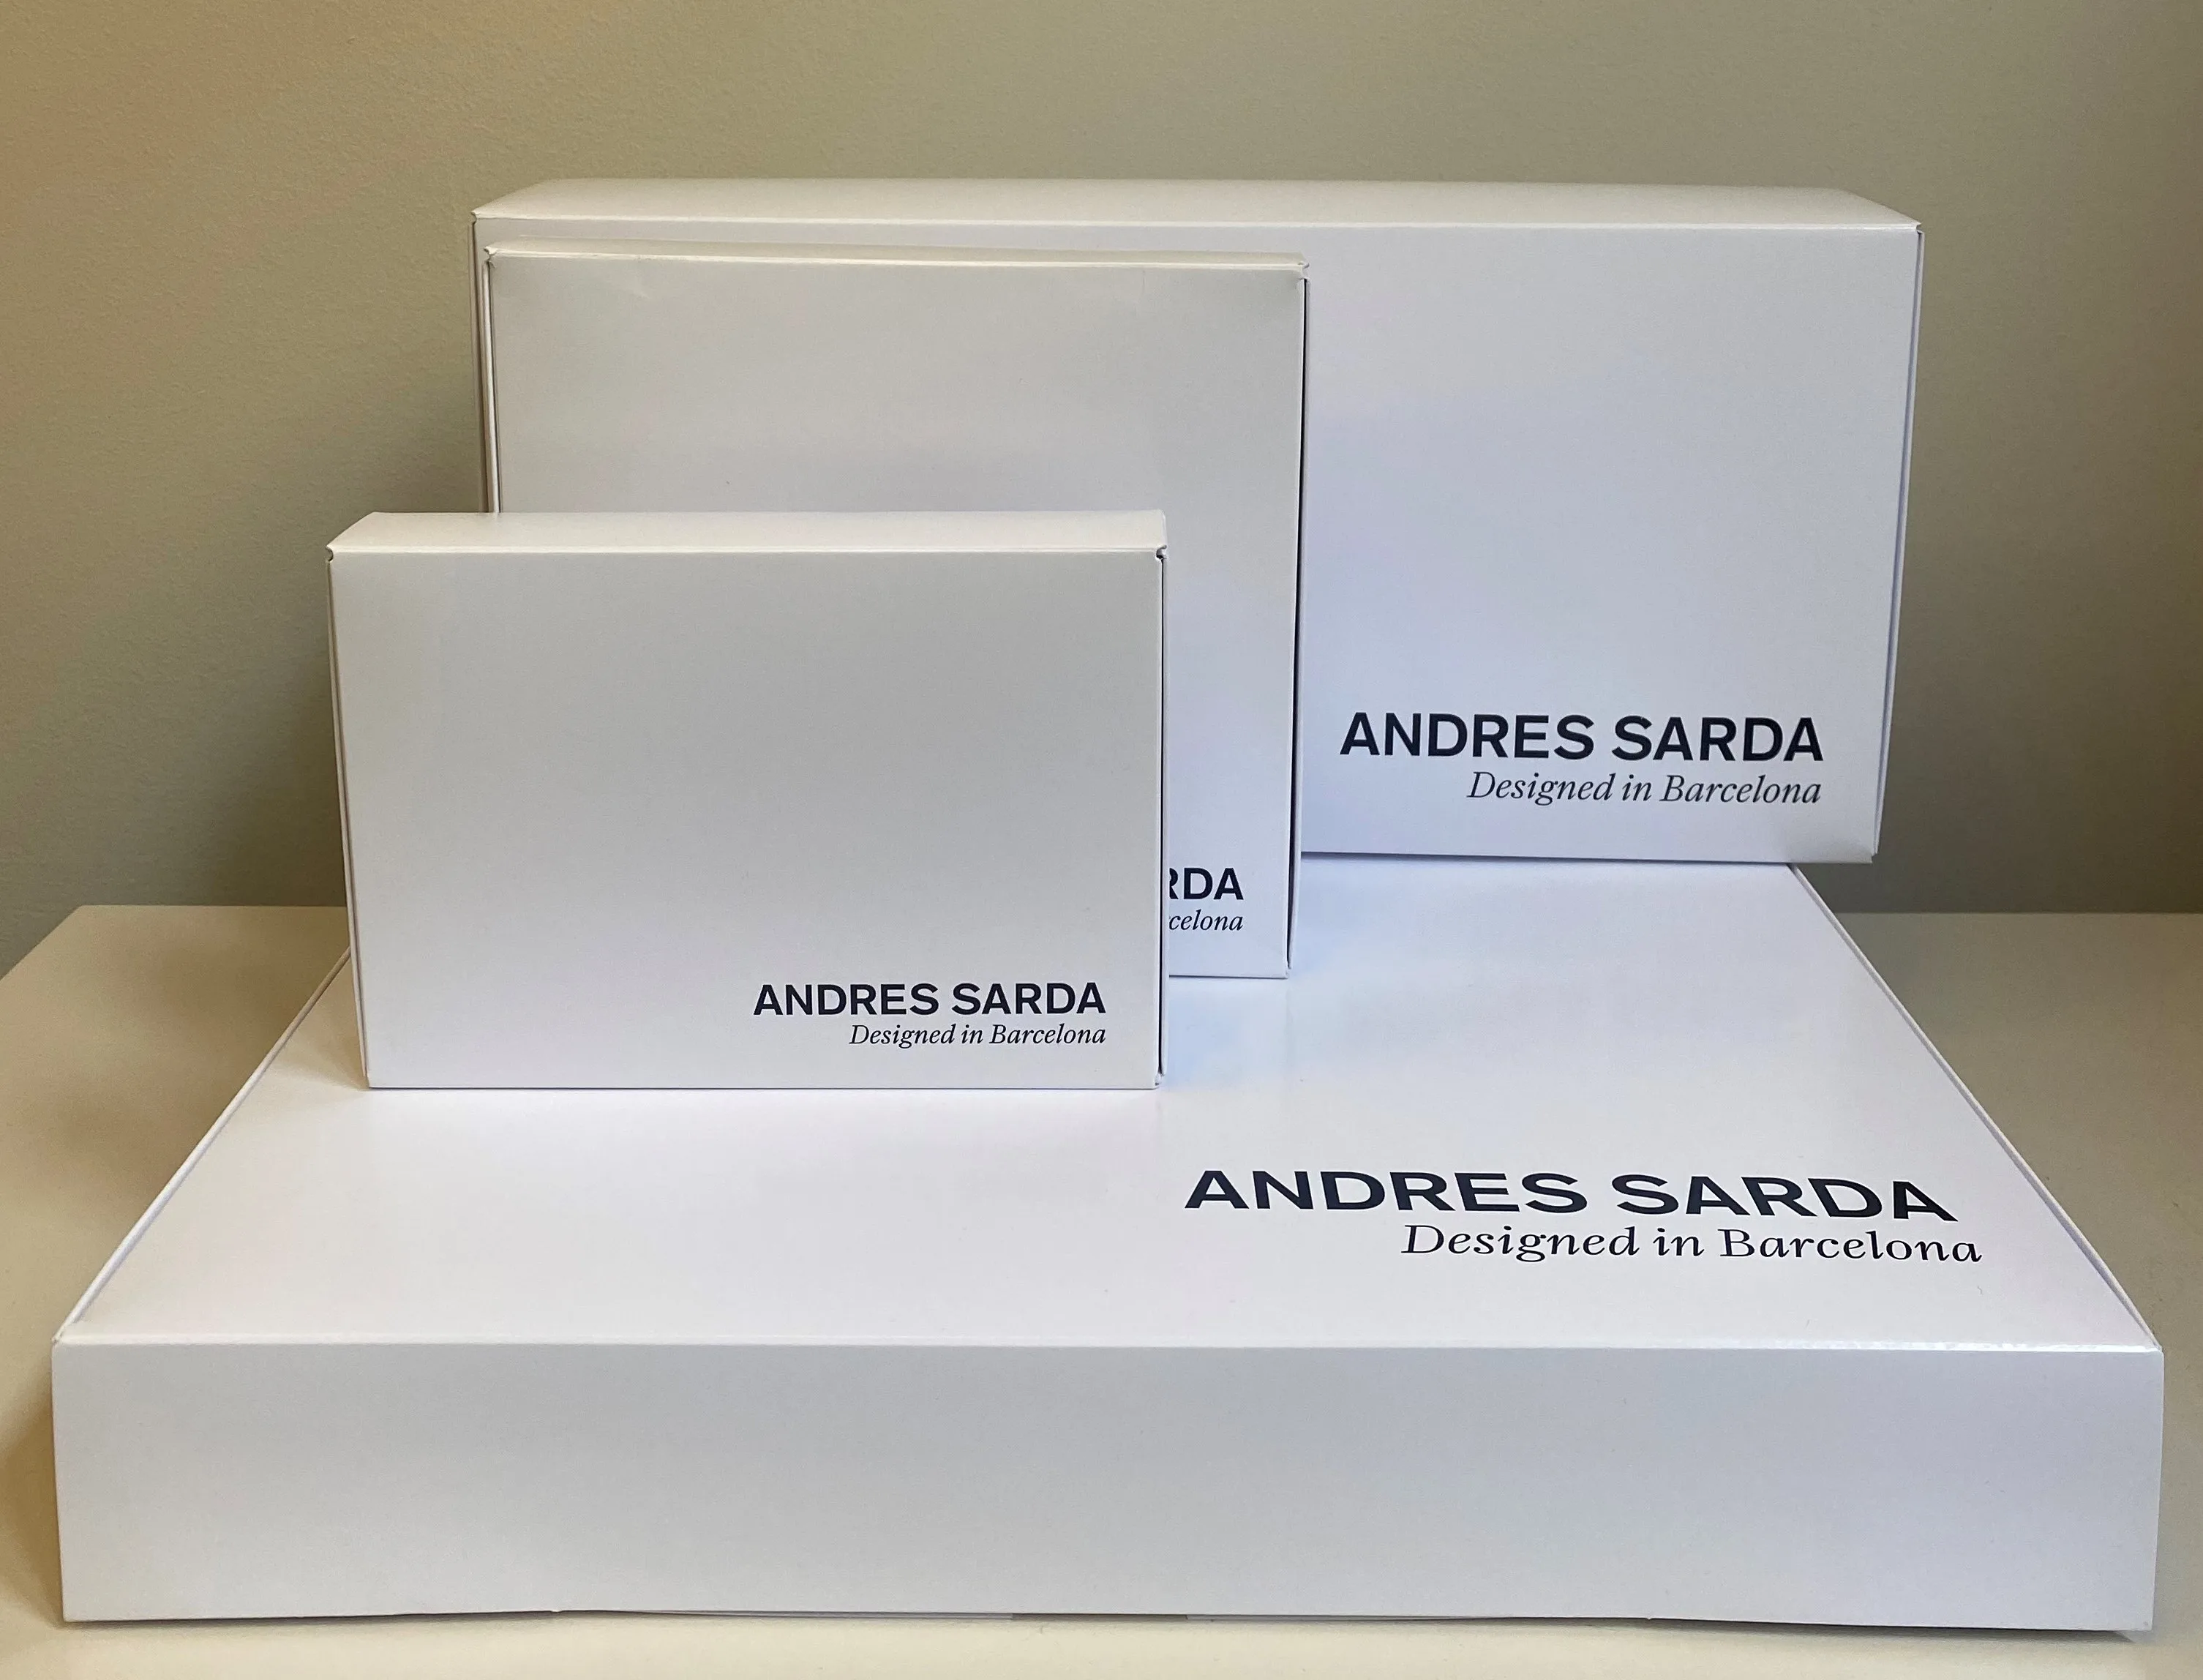 ANDRES SARDA
Designed in Barcelona
RDA
celona
ANDRES SARDA
Designed in Barcelona
ANDRES SARDA
Designed in Barcelona